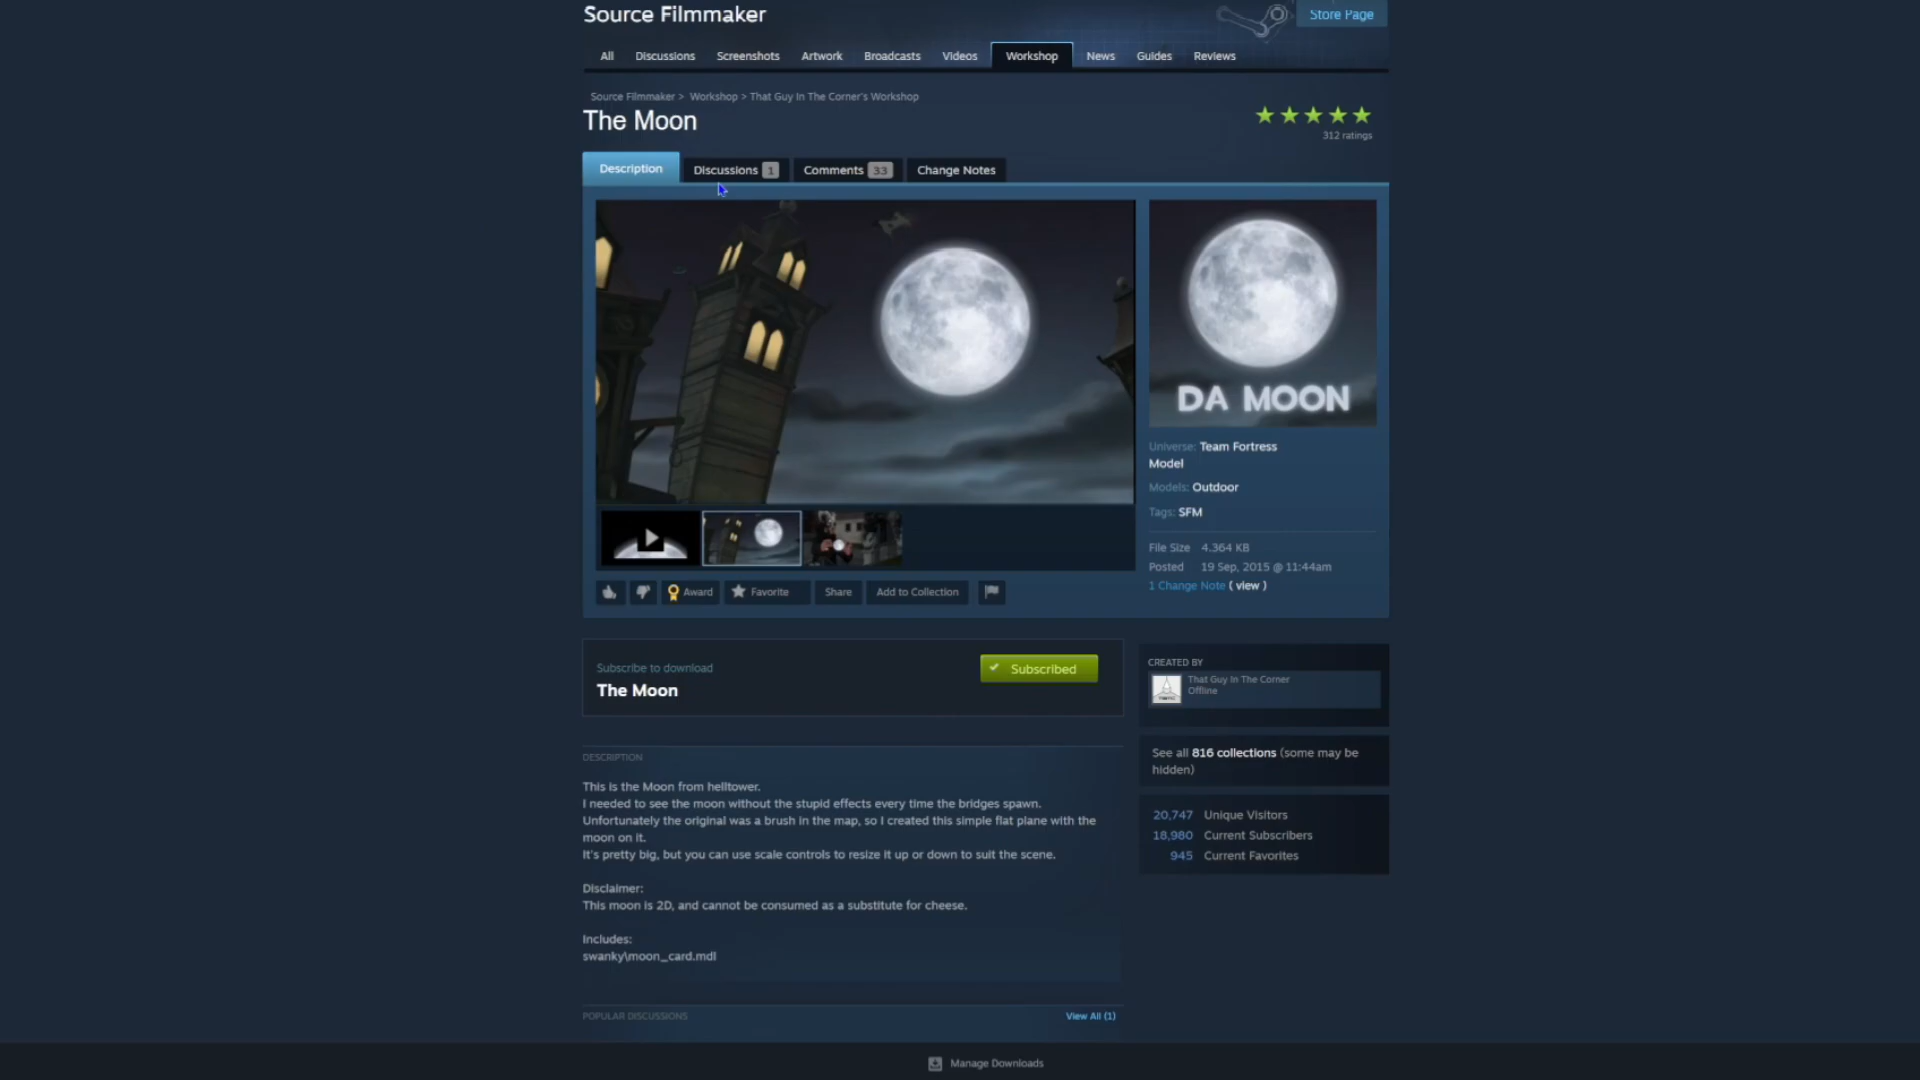 Source Filmmaker
Store Page
All Discussions Screenshots Artwork Broadcasts Videos Workshop News Guides Reviews
Source Filmmaker > Workshop > That Guy In The Corner's Workshop
The Moon
312 ratings
Description Discussions 1 Comments 33 Change Notes
DA MOON
Universe: Team Fortress
Model
Models: Outdoor
Tags: SFM
File Size 4.364 KB
Posted 19 Sep, 2015 @ 11:44am
1 Change Note ( view )
Award Favorite Share Add to Collection
Subscribe to download
The Moon
Subscribed
CREATED BY
That Guy In The Corner
Offline
See all 816 collections (some may be
hidden)
20,747 Unique Visitors
18,980 Current Subscribers
945 Current Favorites
DESCRIPTION
This is the Moon from helltower.
I needed to see the moon without the stupid effects every time the bridges spawn.
Unfortunately the original was a brush in the map, so I created this simple flat plane with the
moon on it.
It's pretty big, but you can use scale controls to resize it up or down to suit the scene.
Disclaimer:
This moon is 2D, and cannot be consumed as a substitute for cheese.
Includes:
swanky\moon_card.mdl
POPULAR DISCUSSIONS
View All (1)
Manage Downloads